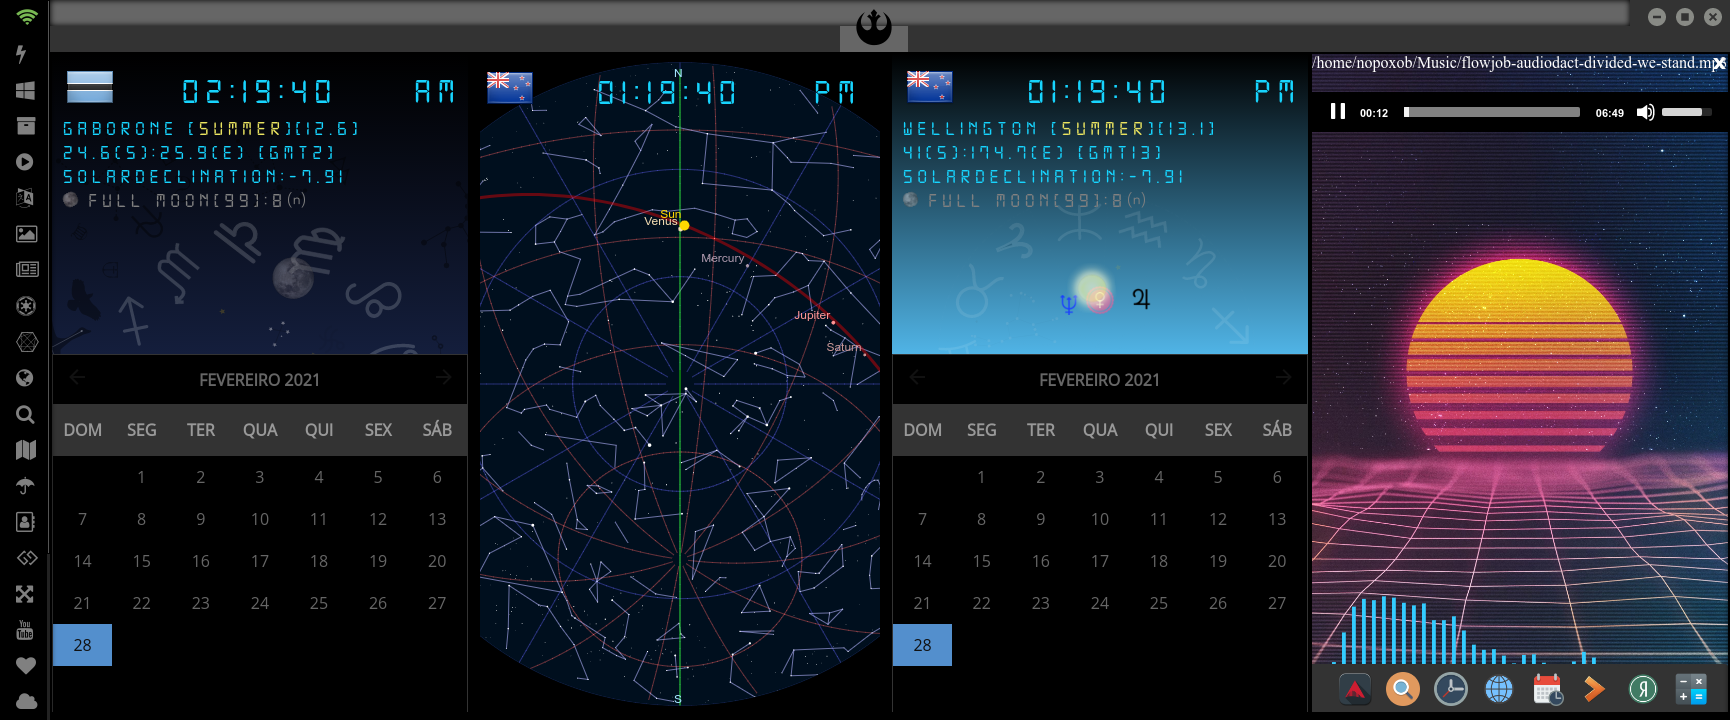 02:19:40 AM
GABORONE [SUMMER](12.6)
24.6(S):25.9(E) [GMT2]
SOLARDECLINATION:-7.91
FULL MOON(99):8(n)
FEVEREIRO 2021
DOM SEG TER QUA QUI SEX SÁB
1 2 3 4 5 6
7 8 9 10 11 12 13
14 15 16 17 18 19 20
21 22 23 24 25 26 27
28
N
01:19:40 PM
Sun
Venus
Mercury
Jupiter
Saturn
S
01:19:40 PM
WELLINGTON [SUMMER](13.1)
41(S):174.7(E) [GMT13]
SOLARDECLINATION:-7.91
FULL MOON(99):8(n)
FEVEREIRO 2021
DOM SEG TER QUA QUI SEX SÁB
1 2 3 4 5 6
7 8 9 10 11 12 13
14 15 16 17 18 19 20
21 22 23 24 25 26 27
28
/home/nopoxob/Music/flowjob-audiodact-divided-we-stand.mp3
00:12 06:49
You
Tube
Я